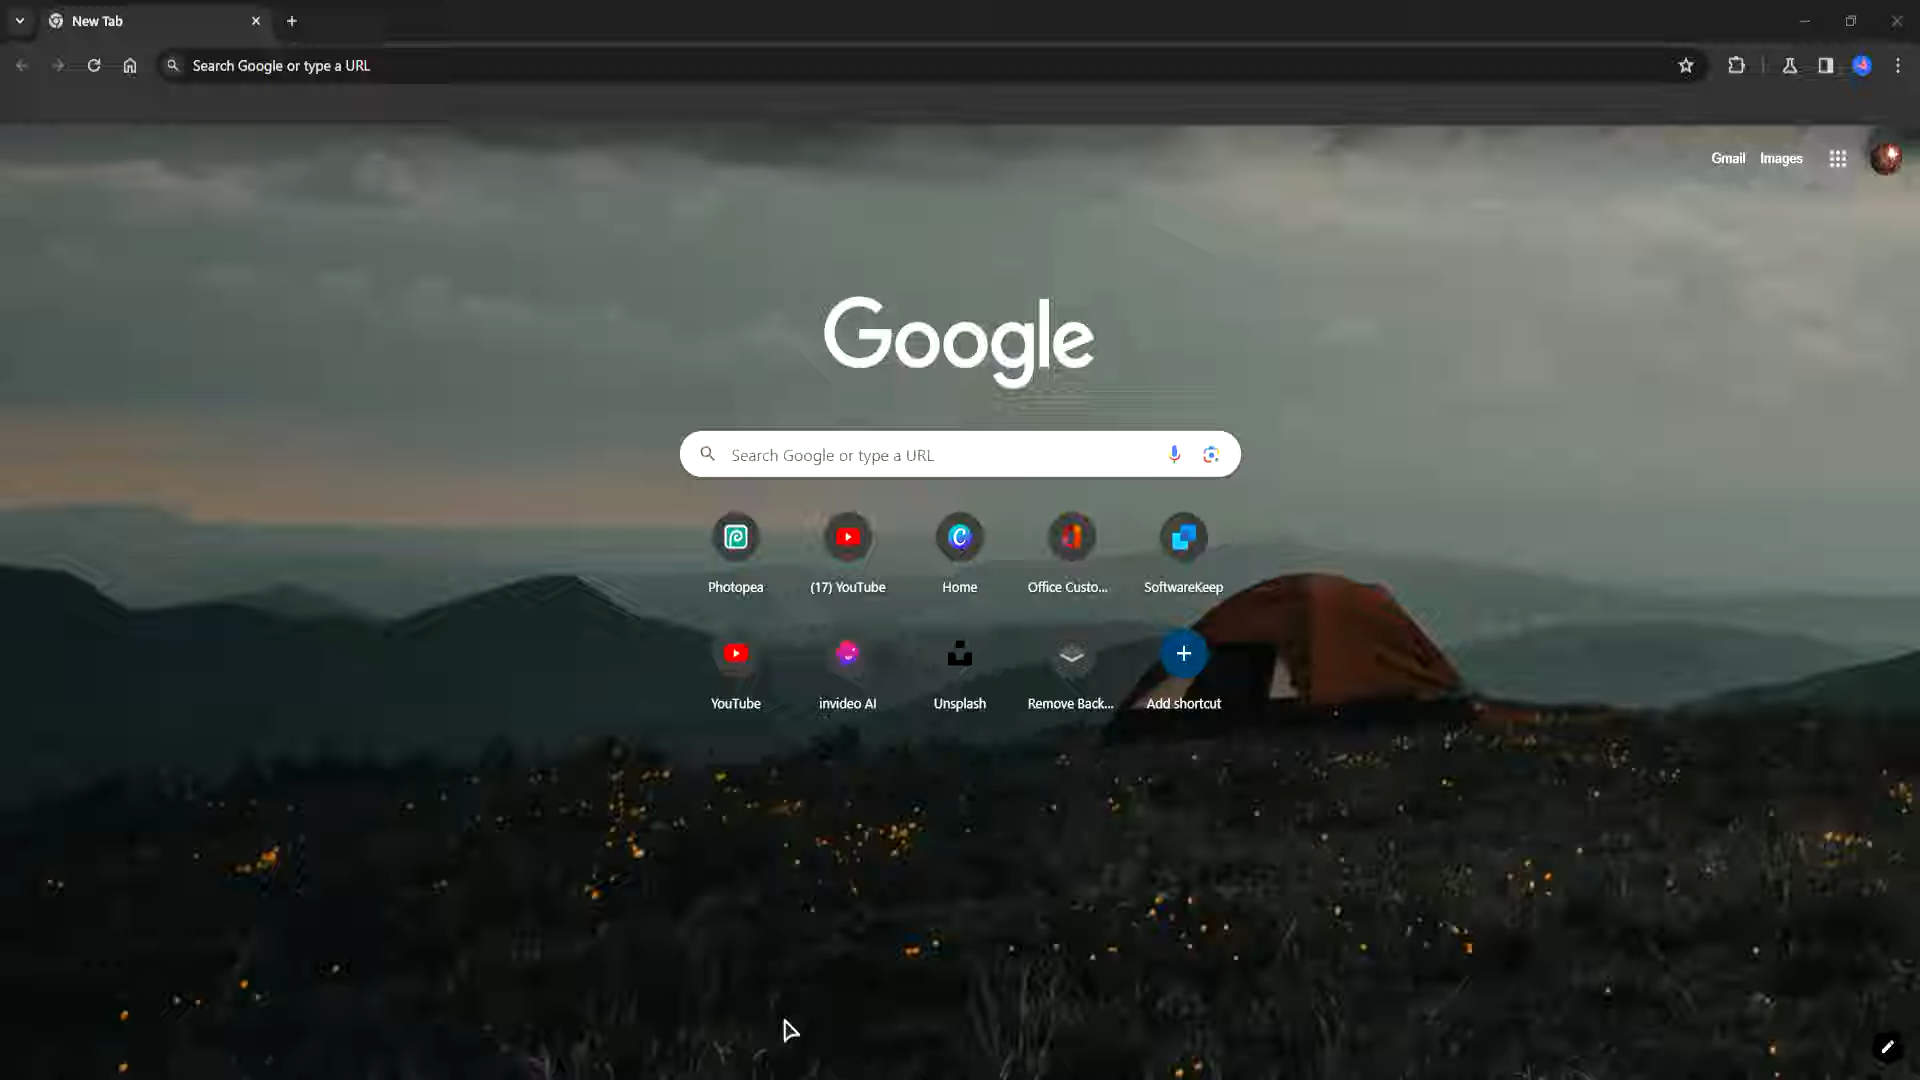 New Tab
Search Google or type a URL
Gmail Images
Google
Search Google or type a URL
Photopea (17) YouTube Home Office Custo... SoftwareKeep
YouTube invideo AI Unsplash Remove Back... Add shortcut